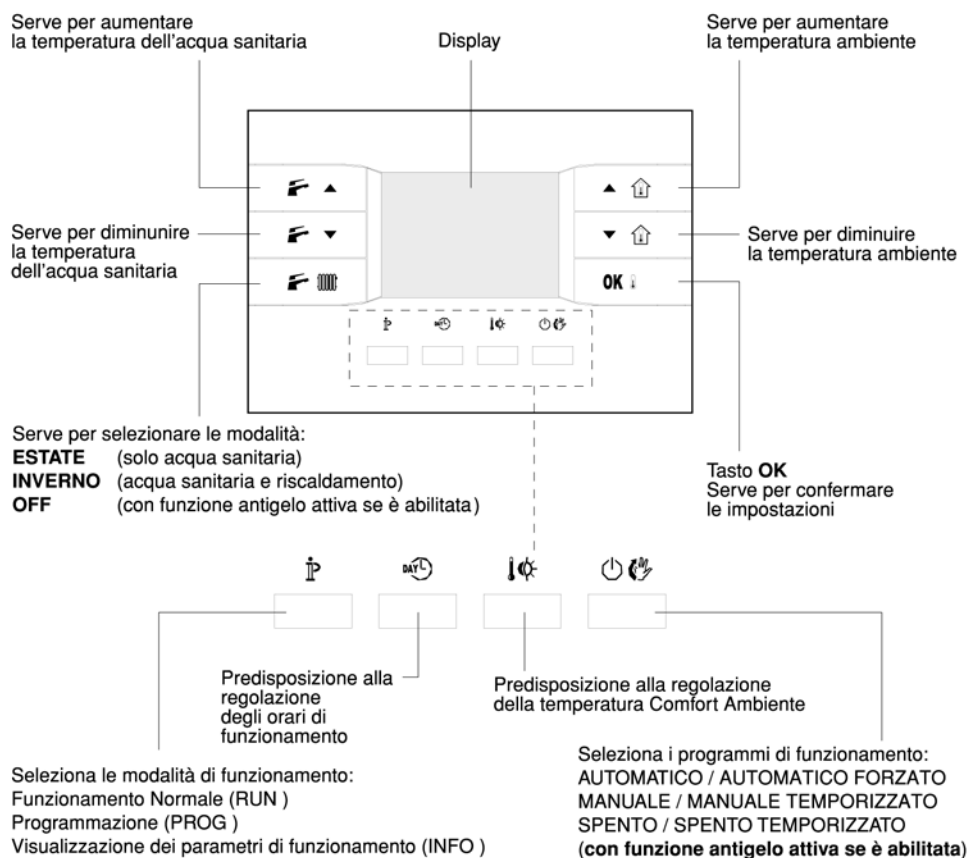 Serve per aumentare
la temperatura dell'acqua sanitaria
Display
Serve per aumentare
la temperatura ambiente
Serve per diminunire
la temperatura
dell'acqua sanitaria
Serve per diminuire
la temperatura ambiente
OK
DAY
Serve per selezionare le modalità:
ESTATE (solo acqua sanitaria)
INVERNO (acqua sanitaria e riscaldamento)
OFF (con funzione antigelo attiva se è abilitata)
Tasto OK
Serve per confermare
le impostazioni
DAY
Predisposizione alla
regolazione
degli orari di
funzionamento
Predisposizione alla regolazione
della temperatura Comfort Ambiente
Seleziona le modalità di funzionamento:
Funzionamento Normale (RUN )
Programmazione (PROG )
Visualizzazione dei parametri di funzionamento (INFO )
Seleziona i programmi di funzionamento:
AUTOMATICO / AUTOMATICO FORZATO
MANUALE / MANUALE TEMPORIZZATO
SPENTO / SPENTO TEMPORIZZATO
(con funzione antigelo attiva se è abilitata)